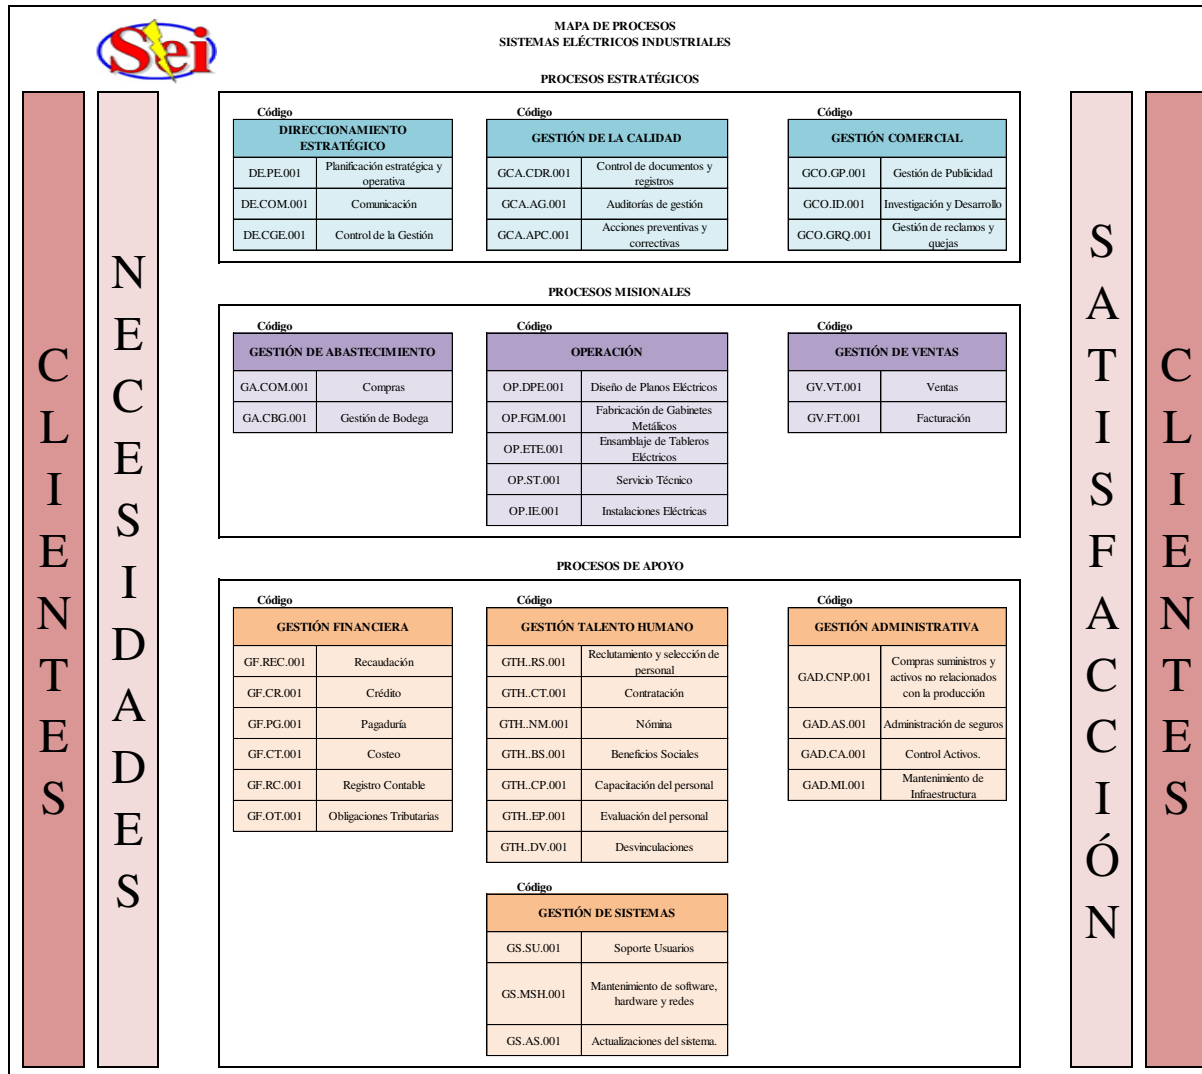 Sei
MAPA DE PROCESOS
SISTEMAS ELÉCTRICOS INDUSTRIALES
CLIENTES
NECESIDADES
PROCESOS ESTRATÉGICOS
Código
DIRECCIONAMIENTO
ESTRATÉGICO
DE.PE.001 Planificación estratégica y
operativa
DE.COM.001 Comunicación
DE.CGE.001 Control de la Gestión
Código
GESTIÓN DE LA CALIDAD
GCA.CDR.001 Control de documentos y
registros
GCA.AG.001 Auditorías de gestión
GCA.APC.001 Acciones preventivas y
correctivas
Código
GESTIÓN COMERCIAL
GCO.GP.001 Gestión de Publicidad
GCO.ID.001 Investigación y Desarrollo
GCO.GRQ.001 Gestión de reclamos y
quejas
PROCESOS MISIONALES
Código
GESTIÓN DE ABASTECIMIENTO
GA.COM.001 Compras
GA.CBG.001 Gestión de Bodega
Código
OPERACIÓN
OP.DPE.001 Diseño de Planos Eléctricos
OP.FGM.001 Fabricación de Gabinetes
Metálicos
OP.ETE.001 Ensamblaje de Tableros
Eléctricos
OP.ST.001 Servicio Técnico
OP.IE.001 Instalaciones Eléctricas
Código
GESTIÓN DE VENTAS
GV.VT.001 Ventas
GV.FT.001 Facturación
PROCESOS DE APOYO
Código
GESTIÓN FINANCIERA
GF.REC.001 Recaudación
GF.CR.001 Crédito
GF.PG.001 Pagaduría
GF.CT.001 Costeo
GF.RC.001 Registro Contable
GF.OT.001 Obligaciones Tributarias
Código
GESTIÓN TALENTO HUMANO
GTH..RS.001 Reclutamiento y selección de
personal
GTH..CT.001 Contratación
GTH..NM.001 Nómina
GTH..BS.001 Beneficios Sociales
GTH..CP.001 Capacitación del personal
GTH..EP.001 Evaluación del personal
GTH..DV.001 Desvinculaciones
Código
GESTIÓN ADMINISTRATIVA
GAD.CNP.001 Compras suministros y
activos no relacionados
con la producción
GAD.AS.001 Administración de seguros
GAD.CA.001 Control Activos.
GAD.MI.001 Mantenimiento de
Infraestructura
Código
GESTIÓN DE SISTEMAS
GS.SU.001 Soporte Usuarios
GS.MSH.001 Mantenimiento de software,
hardware y redes
GS.AS.001 Actualizaciones del sistema.
SATISFACCIÓN
CLIENTES